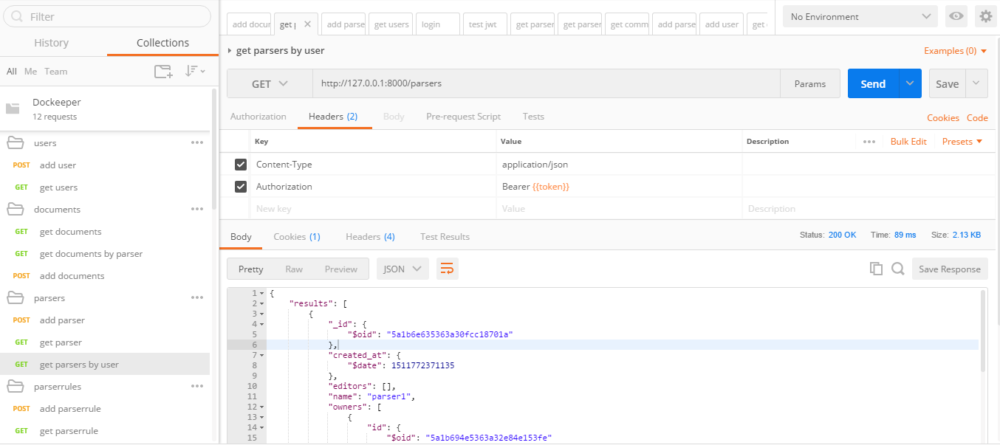 Filter
History Collections
All Me Team
Dockeeper
12 requests
users
POST add user
GET get users
documents
GET get documents
GET get documents by parser
POST add documents
parsers
POST add parser
GET get parser
GET get parsers by user
parserrules
POST add parserrule
GET get parserrule
add docur get p add parse get users login test jwt get parser get parser get comm add parse add user get
No Environment
get parsers by user
Examples (0)
GET http://127.0.0.1:8000/parsers Params Send Save
Authorization Headers (2) Body Pre-request Script Tests Cookies Code
Key Value Description Bulk Edit Presets
Content-Type application/json
Authorization Bearer {{token}}
New key Value Description
Body Cookies (1) Headers (4) Test Results Status: 200 OK Time: 89 ms Size: 2.13 KB
Pretty Raw Preview JSON Save Response
1 {
2 "results": [
3 {
4 "_id": {
5 "$oid": "5a1b6e635363a30fcc18701a"
6 },
7 "created_at": {
8 "$date": 1511772371135
9 },
10 "editors": [],
11 "name": "parser1",
12 "owners": [
13 {
14 "id": {
15 "$oid": "5a1b694e5363a32e84e153fe"